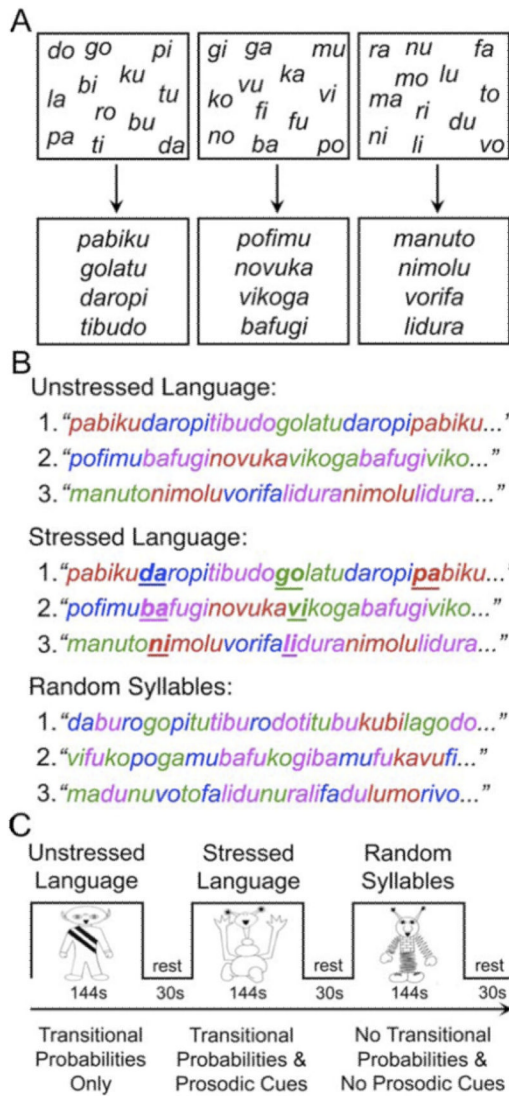 A
do go pi
bi ku
la tu
ro bu
pa ti da
gi ga mu
vu ka
ko vi
fi
no fu
ba po
ra nu fa
mo lu
ma to
ri
ni du
li vo
pabiku
golatu
daropi
tibudo
pofimu
novuka
vikoga
bafugi
manuto
nimolu
vorifa
lidura
B
Unstressed Language:
1. “pabikudaropitibudogolatudaropipabiku...”
2. “pofimubafuginovukavikogabafugiviko...”
3. “manutonimoluvorifaliduranimolulidura...”
Stressed Language:
1. “pabikudaropitibudogolatudaropipabiku...”
2. “pofimubafuginovukavikogabafugiviko...”
3. “manutonimoluvorifaliduranimolulidura...”
Random Syllables:
1. “daburogopitutiburodotitubukubilagodo...”
2. “vifukopogamubafukogibamufukavufi...”
3. “madunuvotofalidunuralifadulumorivo...”
C
Unstressed Language
Stressed Language
Random Syllables
rest rest rest
144s 30s 144s 30s 144s 30s
Transitional Probabilities Only
Transitional Probabilities & Prosodic Cues
No Transitional Probabilities & No Prosodic Cues